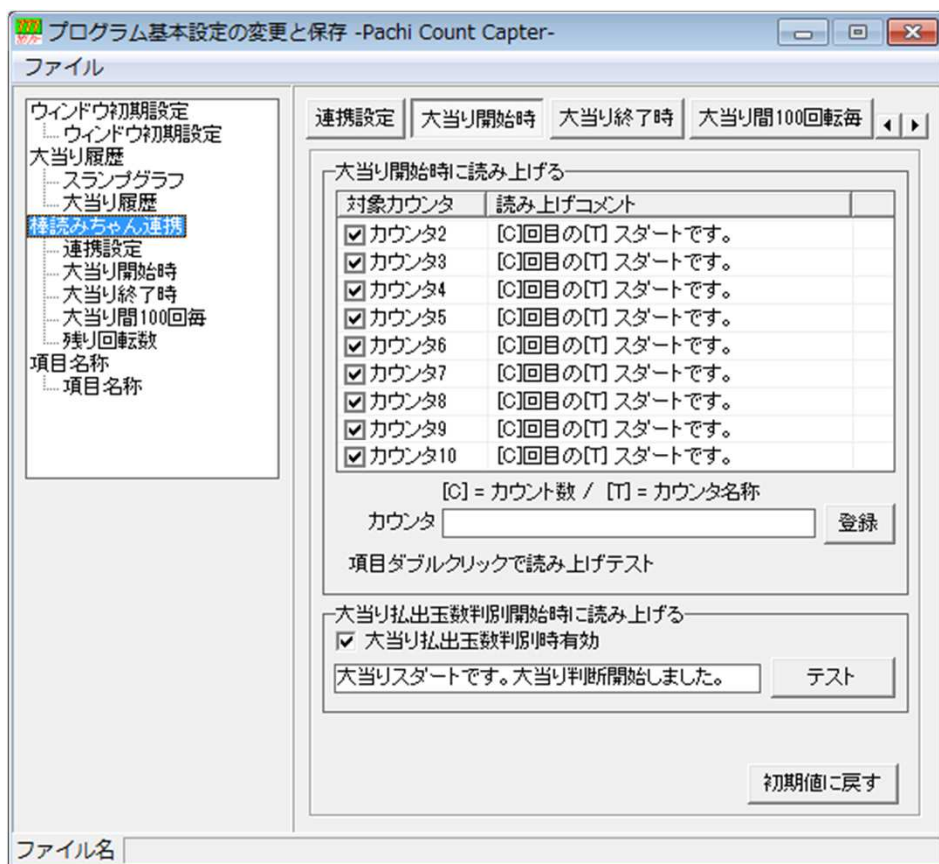 プログラム基本設定の変更と保存 -Pachi Count Capter-
ファイル
ウィンドウ初期設定
ウィンドウ初期設定
大当り履歴
スランプグラフ
大当り履歴
棒読みちゃん連携
連携設定
大当り開始時
大当り終了時
大当り間100回毎
残り回転数
項目名称
項目名称
連携設定 大当り開始時 大当り終了時 大当り間100回転毎
大当り開始時に読み上げる
対象カウンタ 読み上げコメント
カウンタ2 [C]回目の[T] スダートです。
カウンタ3 [C]回目の[T] スダートです。
カウンタ4 [C]回目の[T] スダートです。
カウンタ5 [C]回目の[T] スダートです。
カウンタ6 [C]回目の[T] スダートです。
カウンタ7 [C]回目の[T] スダートです。
カウンタ8 [C]回目の[T] スダートです。
カウンタ9 [C]回目の[T] スダートです。
カウンタ10 [C]回目の[T] スダートです。
[C] = カウント数 / [T] = カウンタ名称
カウンタ 登録
項目ダブルクリックで読み上げテスト
大当り払出玉数判別開始時に読み上げる
大当り払出玉数判別時有効
大当りスダートです。大当り判断開始しました。 テスト
初期値に戻す
ファイル名